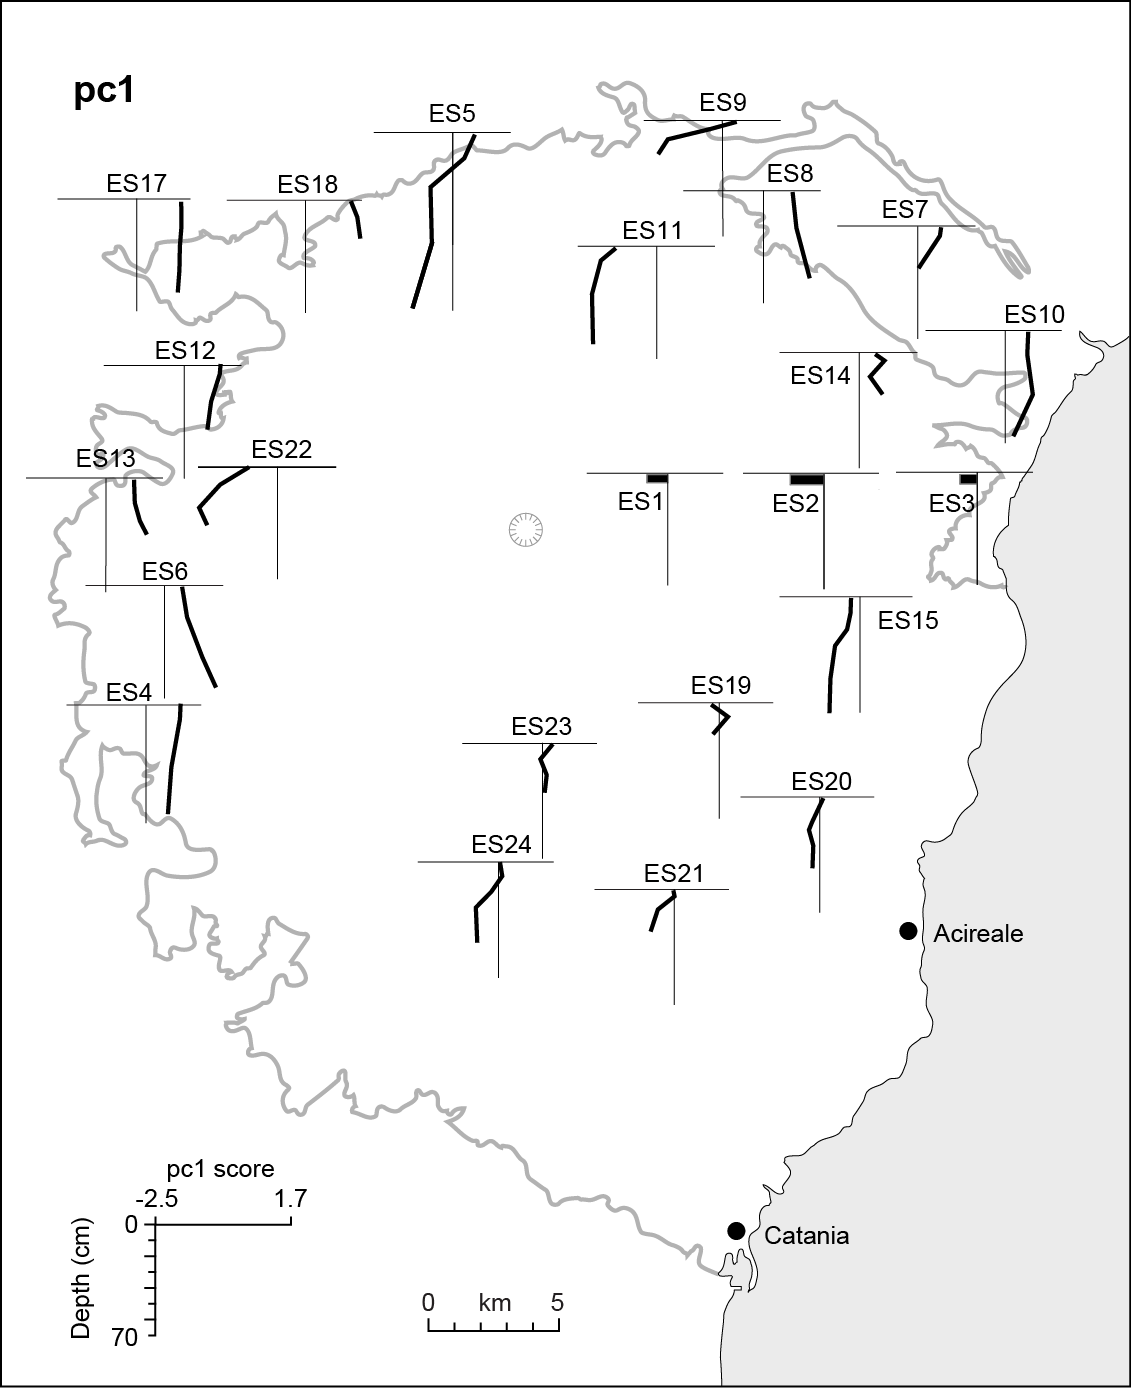 pc1
ES9
ES5
ES8
ES17
ES18
ES7
ES11
ES10
ES12
ES14
ES22
ES13
ES1
ES2
ES3
ES6
ES15
ES4
ES19
ES23
ES20
ES24
ES21
Acireale
pc1 score
-2.5 1.7
0
Depth (cm)
70
Catania
0 km 5